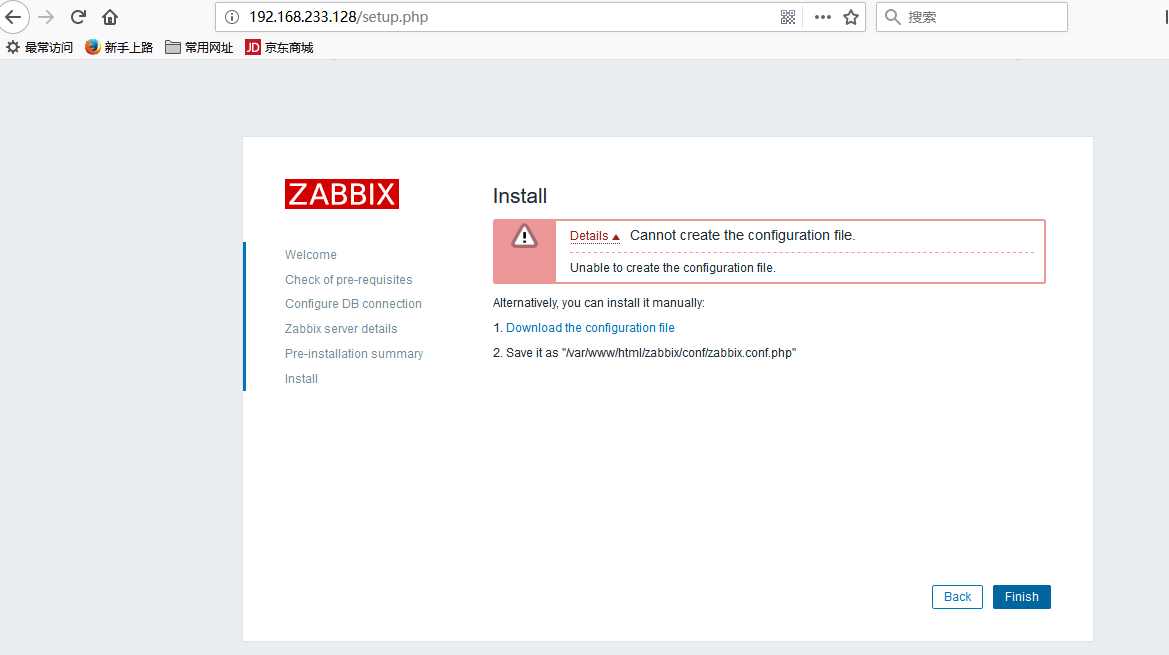 192.168.233.128/setup.php
搜索
最常访问 新手上路 常用网址 JD 京东商城
ZABBIX
Install
Details Cannot create the configuration file.
Unable to create the configuration file.
Welcome
Check of pre-requisites
Configure DB connection
Zabbix server details
Pre-installation summary
Install
Alternatively, you can install it manually:
1. Download the configuration file
2. Save it as "/var/www/html/zabbix/conf/zabbix.conf.php"
Back Finish